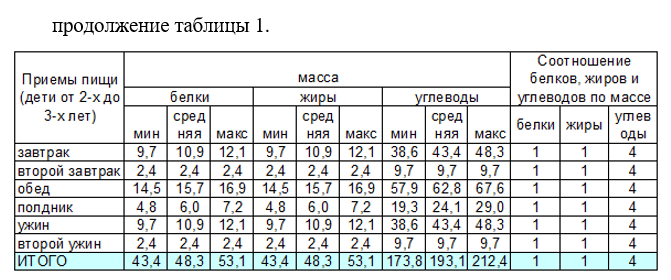 продолжение таблицы 1.
Приемы пищи (дети от 2-х до 3-х лет) масса Соотношение белков, жиров и углеводов по массе
белки жиры углеводы белки жиры углев оды
мин сред няя макс мин сред няя макс мин сред няя макс
завтрак 9,7 10,9 12,1 9,7 10,9 12,1 38,6 43,4 48,3 1 1 4
второй завтрак 2,4 2,4 2,4 2,4 2,4 2,4 9,7 9,7 9,7 1 1 4
обед 14,5 15,7 16,9 14,5 15,7 16,9 57,9 62,8 67,6 1 1 4
полдник 4,8 6,0 7,2 4,8 6,0 7,2 19,3 24,1 29,0 1 1 4
ужин 9,7 10,9 12,1 9,7 10,9 12,1 38,6 43,4 48,3 1 1 4
второй ужин 2,4 2,4 2,4 2,4 2,4 2,4 9,7 9,7 9,7 1 1 4
ИТОГО 43,4 48,3 53,1 43,4 48,3 53,1 173,8 193,1 212,4 1 1 4